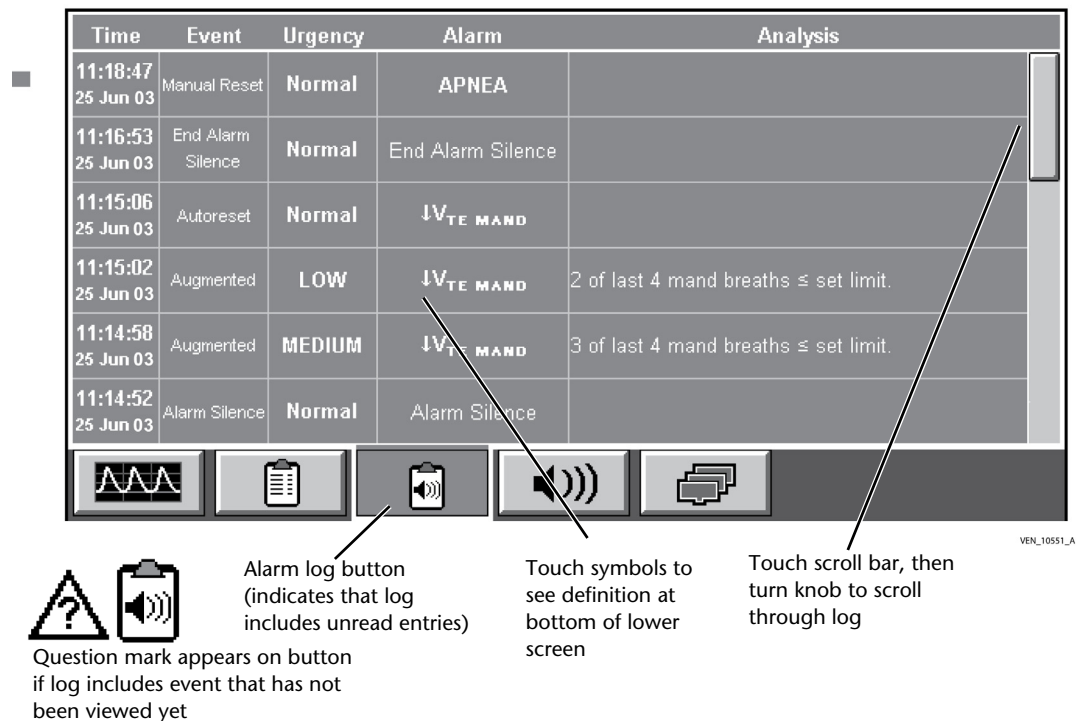 Time Event Urgency Alarm Analysis
11:18:47
25 Jun 03
Manual Reset
Normal
APNEA
11:16:53
25 Jun 03
End Alarm
Silence
Normal
End Alarm Silence
11:15:06
25 Jun 03
Autoreset
Normal
↓VTE MAND
11:15:02
25 Jun 03
Augmented
LOW
↓VTE MAND
2 of last 4 mand breaths ≤ set limit.
11:14:58
25 Jun 03
Augmented
MEDIUM
↓VTE MAND
3 of last 4 mand breaths ≤ set limit.
11:14:52
25 Jun 03
Alarm Silence
Normal
Alarm Silence
VEN_10551_A
?
Question mark appears on button
if log includes event that has not
been viewed yet
Alarm log button
(indicates that log
includes unread entries)
Touch symbols to
see definition at
bottom of lower
screen
Touch scroll bar, then
turn knob to scroll
through log